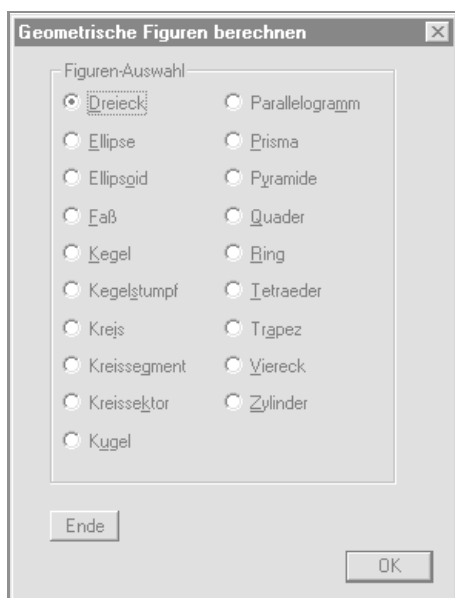 Geometrische Figuren berechnen
Figuren-Auswahl
Dreieck
Ellipse
Ellipsoid
Faß
Kegel
Kegelstumpf
Kreis
Kreissegment
Kreissektor
Kugel
Parallelogramm
Prisma
Pyramide
Quader
Ring
Tetraeder
Trapez
Viereck
Zylinder
Ende
OK